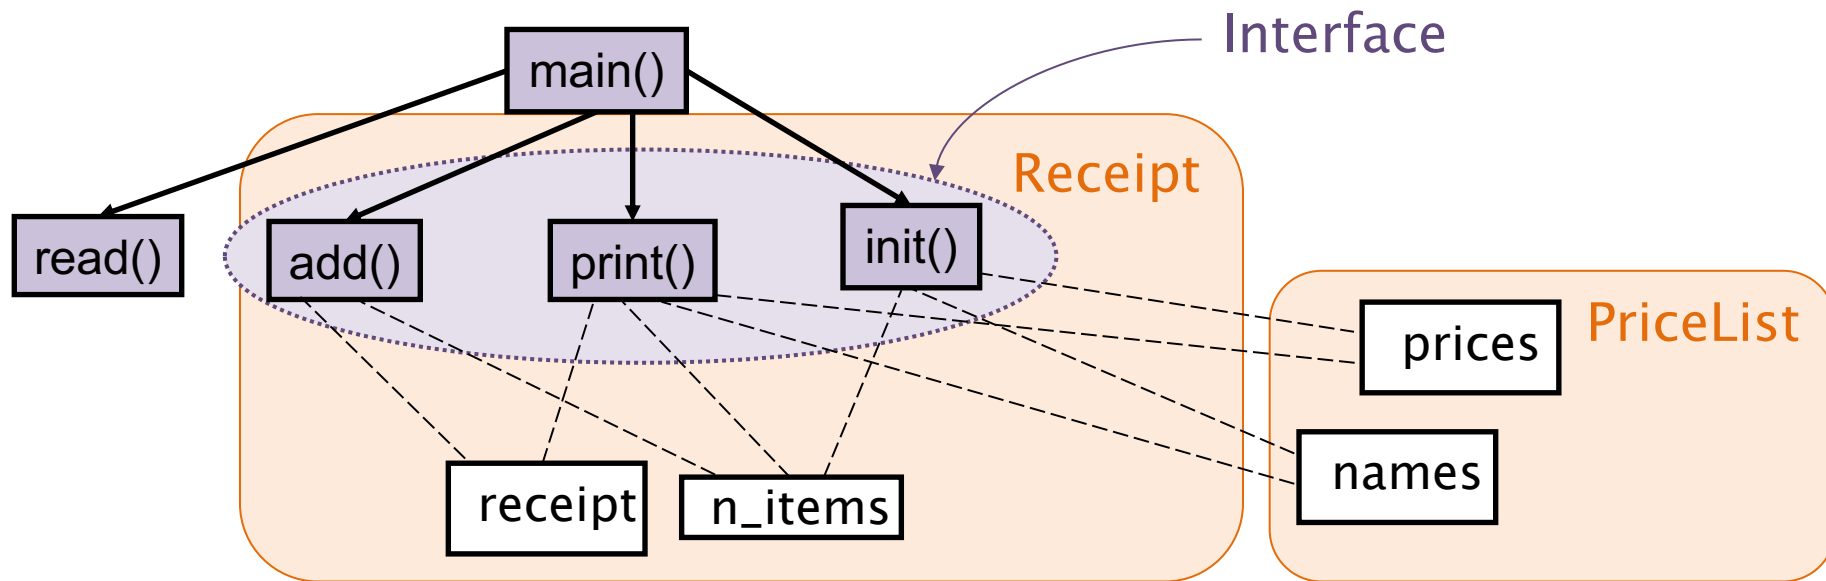 Interface
main()
Receipt
read()
add()
print()
init()
PriceList
prices
names
receipt
n_items